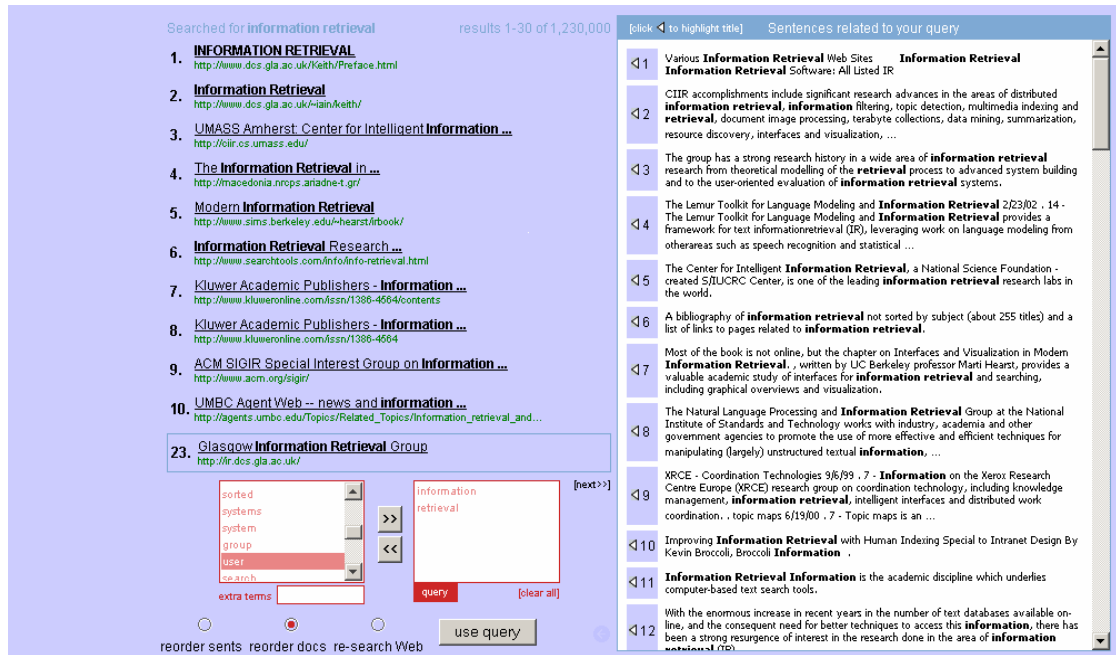 Searched for information retrieval
results 1-30 of 1,230,000
1. INFORMATION RETRIEVAL
http://www.dcs.gla.ac.uk/Keith/Preface.html
2. Information Retrieval
http://www.dcs.gla.ac.uk/~iain/keith/
3. UMASS Amherst: Center for Intelligent Information ...
http://ciir.cs.umass.edu/
4. The Information Retrieval in ...
http://macedonia.nrcps.ariadne-t.gr/
5. Modern Information Retrieval
http://www.sims.berkeley.edu/~hearst/irbook/
6. Information Retrieval Research ...
http://www.searchtools.com/info/info-retrieval.html
7. Kluwer Academic Publishers - Information ...
http://www.kluweronline.com/issn/1386-4564/contents
8. Kluwer Academic Publishers - Information ...
http://www.kluweronline.com/issn/1386-4564
9. ACM SIGIR Special Interest Group on Information ...
http://www.acm.org/sigir/
10. UMBC Agent Web -- news and information ...
http://agents.umbc.edu/Topics/Related_Topics/Information_retrieval_and...
23. Glasgow Information Retrieval Group
http://ir.dcs.gla.ac.uk/
[next>>]
sorted
systems
system
group
user
search
>>
<<
information
retrieval
extra terms
query
[clear all]
reorder sents reorder docs re-search Web
use query
[click to highlight title] Sentences related to your query
1 Various Information Retrieval Web Sites Information Retrieval
Information Retrieval Software: All Listed IR
2 CIIR accomplishments include significant research advances in the areas of distributed
information retrieval, information filtering, topic detection, multimedia indexing and
retrieval, document image processing, terabyte collections, data mining, summarization,
resource discovery, interfaces and visualization, ...
3 The group has a strong research history in a wide area of information retrieval
research from theoretical modelling of the retrieval process to advanced system building
and to the user-oriented evaluation of information retrieval systems.
4 The Lemur Toolkit for Language Modeling and Information Retrieval 2/23/02 . 14 -
The Lemur Toolkit for Language Modeling and Information Retrieval provides a
framework for text informationretrieval (IR), leveraging work on language modeling from
otherareas such as speech recognition and statistical ...
5 The Center for Intelligent Information Retrieval, a National Science Foundation -
created S/IUCRC Center, is one of the leading information retrieval research labs in
the world.
6 A bibliography of information retrieval not sorted by subject (about 255 titles) and a
list of links to pages related to information retrieval.
7 Most of the book is not online, but the chapter on Interfaces and Visualization in Modern
Information Retrieval. , written by UC Berkeley professor Marti Hearst, provides a
valuable academic study of interfaces for information retrieval and searching,
including graphical overviews and visualization.
8 The Natural Language Processing and Information Retrieval Group at the National
Institute of Standards and Technology works with industry, academia and other
government agencies to promote the use of more effective and efficient techniques for
manipulating (largely) unstructured textual information, ...
9 XRCE - Coordination Technologies 9/6/99 . 7 - Information on the Xerox Research
Centre Europe (XRCE) research group on coordination technology, including knowledge
management, information retrieval, intelligent interfaces and distributed work
coordination. . topic maps 6/19/00 . 7 - Topic maps is an ...
10 Improving Information Retrieval with Human Indexing Special to Intranet Design By
Kevin Broccoli, Broccoli Information .
11 Information Retrieval Information is the academic discipline which underlies
computer-based text search tools.
12 With the enormous increase in recent years in the number of text databases available on-
line, and the consequent need for better techniques to access this information, there has
been a strong resurgence of interest in the research done in the area of information
retrieval (IR)